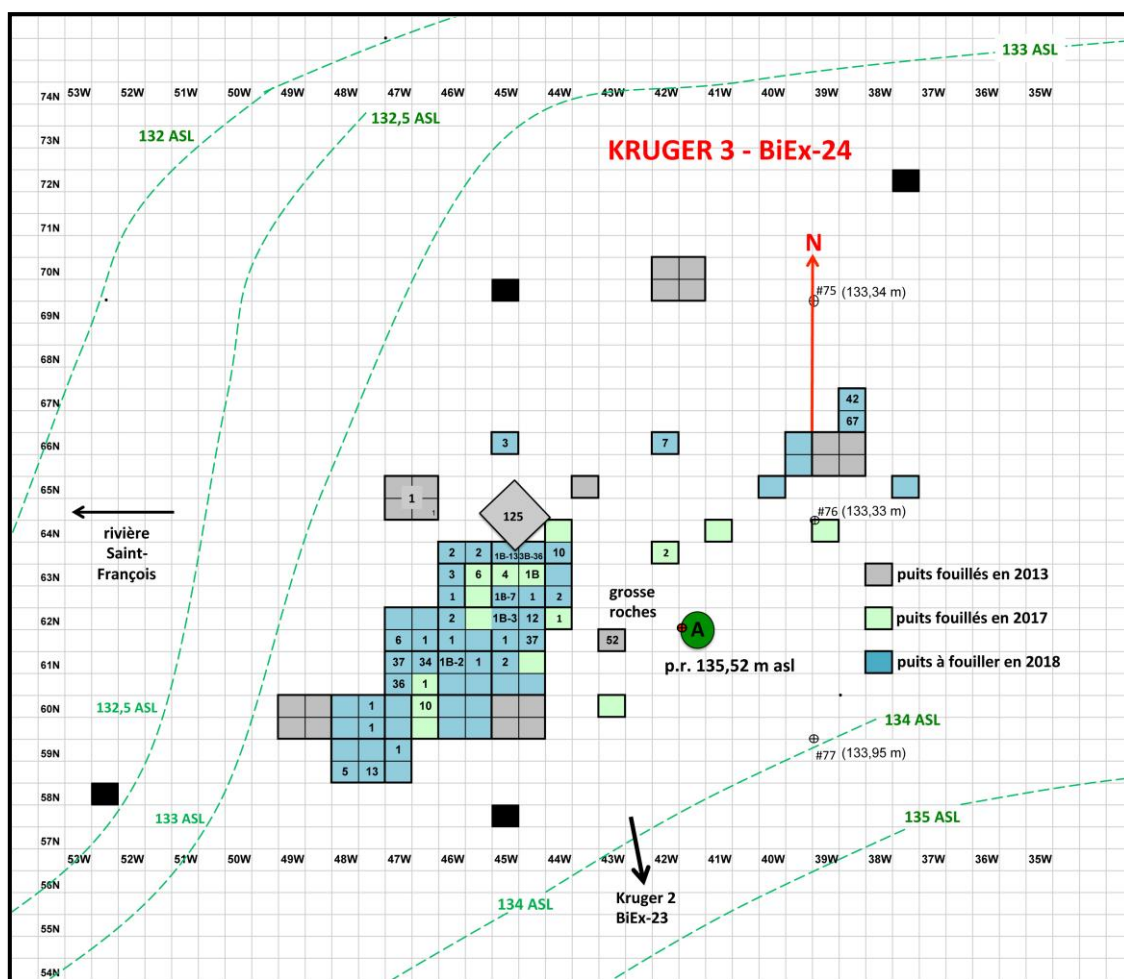 133 ASL
53W 52W 51W 50W 49W 48W 47W 46W 45W 44W 43W 42W 41W 40W 39W 38W 37W 36W 35W
74N
132 ASL
132,5 ASL
73N
KRUGER 3 - BiEx-24
72N
71N
N
70N
#75 (133,34 m)
69N
68N
67N
42
67
66N
3
7
65N
1
1
125
#76 (133,33 m)
64N
rivière
Saint-
François
2 2 1B-13 3B-36 10
2
63N
3 6 4 1B
puits fouillés en 2013
1 1B-7 1 2
grosse
roches
puits fouillés en 2017
62N
2 1B-3 12 1
A
6 1 1 1 37
52
p.r. 135,52 m asl
61N
37 34 1B-2 1 2
puits à fouiller en 2018
36 1
60N
1 10
132,5 ASL
134 ASL
1
59N
1
#77 (133,95 m)
5 13
58N
133 ASL
135 ASL
57N
53W 52W 51W 50W 49W 48W 47W 46W 45W 44W 43W 42W 41W 40W 39W 38W 37W 36W 35W
56N
134 ASL
Kruger 2
BiEx-23
55N
54N